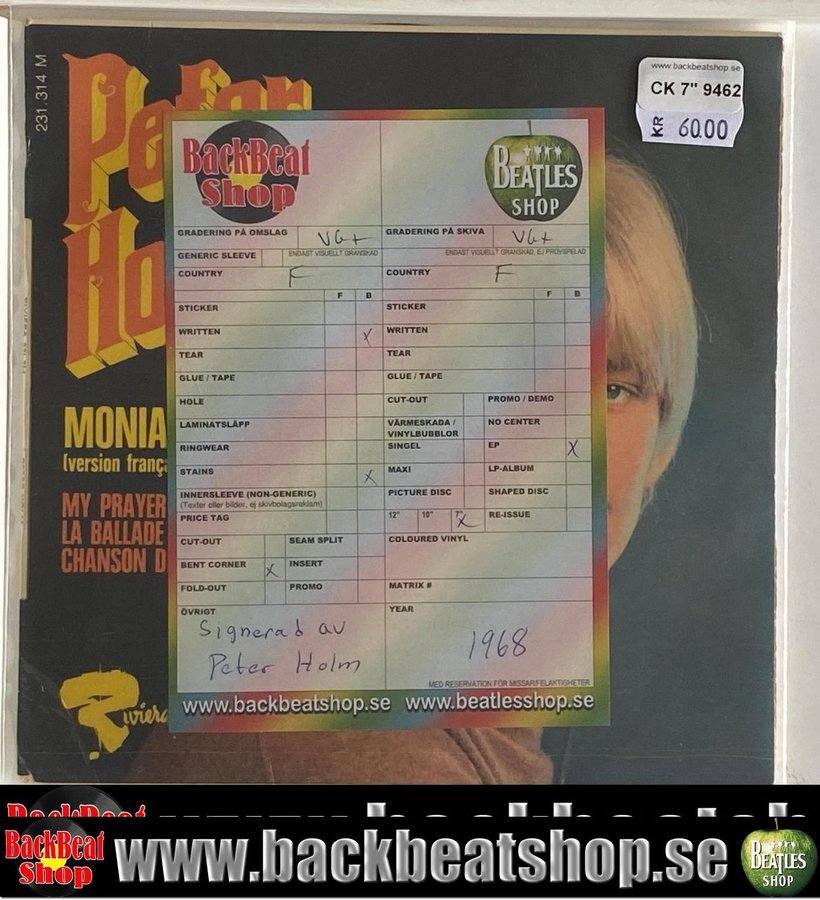 231.314 M
Peter
Ho
MONIA
(version franç
MY PRAYER
LA BALLADE
CHANSON D
Riviera
www.backbeatshop.se
CK 7" 9462
KR 60.00
BackBeat
Shop
BEATLES
SHOP
GRADERING PÅ OMSLAG VG+
GENERIC SLEEVE ENDAST VISUELLT GRANSKAD
COUNTRY F
F B
STICKER
WRITTEN X
TEAR
GLUE / TAPE
HOLE
LAMINATSLÄPP
RINGWEAR
STAINS X
INNERSLEEVE (NON-GENERIC)
(Texter eller bilder, ej skivbolagsreklam)
PRICE TAG
CUT-OUT SEAM SPLIT
BENT CORNER X INSERT
FOLD-OUT PROMO
ÖVRIGT
Signerad av
Peter Holm
GRADERING PÅ SKIVA VG+
ENDAST VISUELLT GRANSKAD, EJ PROVSPELAD
COUNTRY F
F B
STICKER
WRITTEN
TEAR
GLUE / TAPE
CUT-OUT PROMO / DEMO
VÄRMESKADA / NO CENTER
VINYLBUBBLOR
SINGEL EP X
MAXI LP-ALBUM
PICTURE DISC SHAPED DISC
12" 10" 7" X RE-ISSUE
COLOURED VINYL
MATRIX #
YEAR
1968
MED RESERVATION FÖR MISSAR/FELAKTIGHETER
www.backbeatshop.se www.beatlesshop.se
BackBeat
BackBeat
Shop
www.backbeatshop.se
BEATLES
SHOP